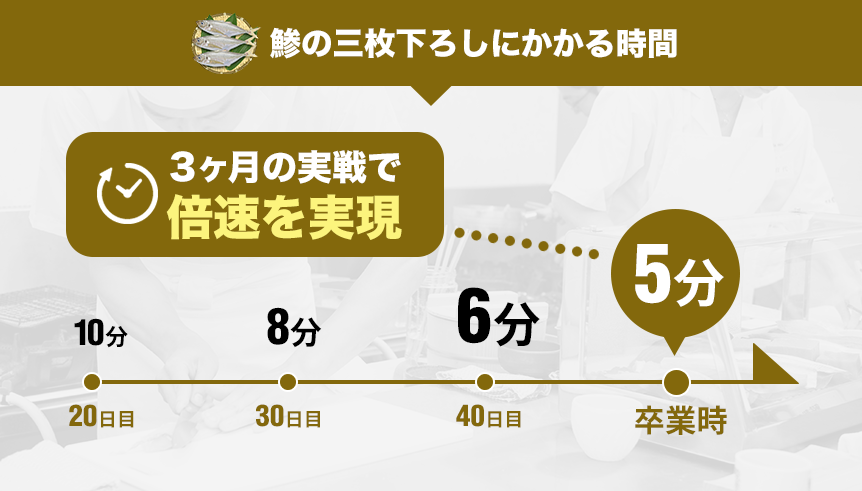 鯵の三枚下ろしにかかる時間
3ヶ月の実戦で
倍速を実現
10分
8分
6分
5分
20日目
30日目
40日目
卒業時